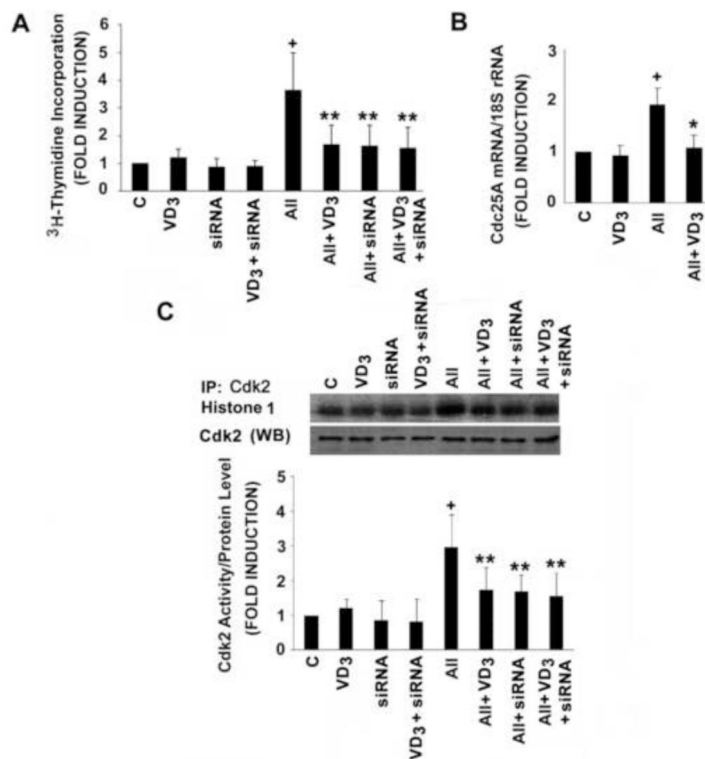 A
³H-Thymidine Incorporation
(FOLD INDUCTION)
6
5
4
3
2
1
0
+
**
**
**
C
VD3
siRNA
VD3 + siRNA
AII
AII+ VD3
AII+ siRNA
AII+ VD3
+ siRNA
B
Cdc25A mRNA/18S rRNA
(FOLD INDUCTION)
3
2
1
0
+
*
C
VD3
AII
AII+ VD3
C
C
VD3
siRNA
VD3 + siRNA
AII
AII + VD3
AII + siRNA
AII + VD3
+ siRNA
IP: Cdk2
Histone 1
Cdk2 (WB)
Cdk2 Activity/Protein Level
(FOLD INDUCTION)
5
4
3
2
1
0
+
**
**
**
C
VD3
siRNA
VD3 + siRNA
AII
AII+ VD3
AII+ siRNA
AII+ VD3
+ siRNA